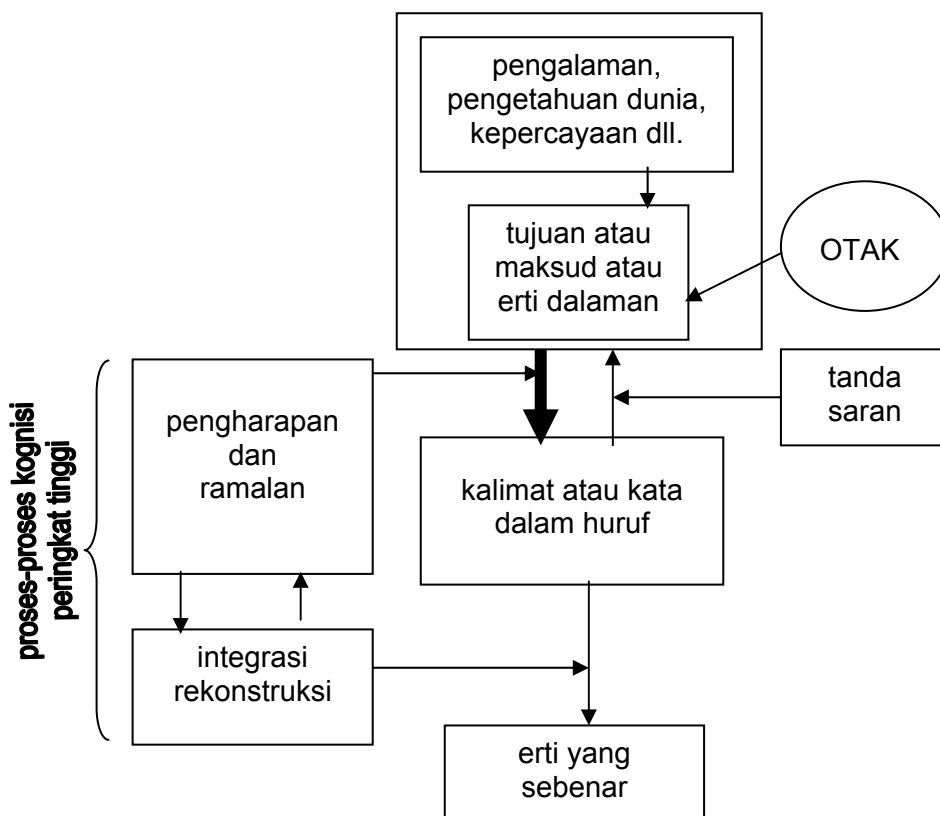 pengalaman,
pengetahuan dunia,
kepercayaan dll.
tujuan atau
maksud atau
erti dalaman
OTAK
tanda
saran
pengharapan
dan
ramalan
kalimat atau kata
dalam huruf
proses-proses kognisi
peringkat tinggi
integrasi
rekonstruksi
erti yang
sebenar